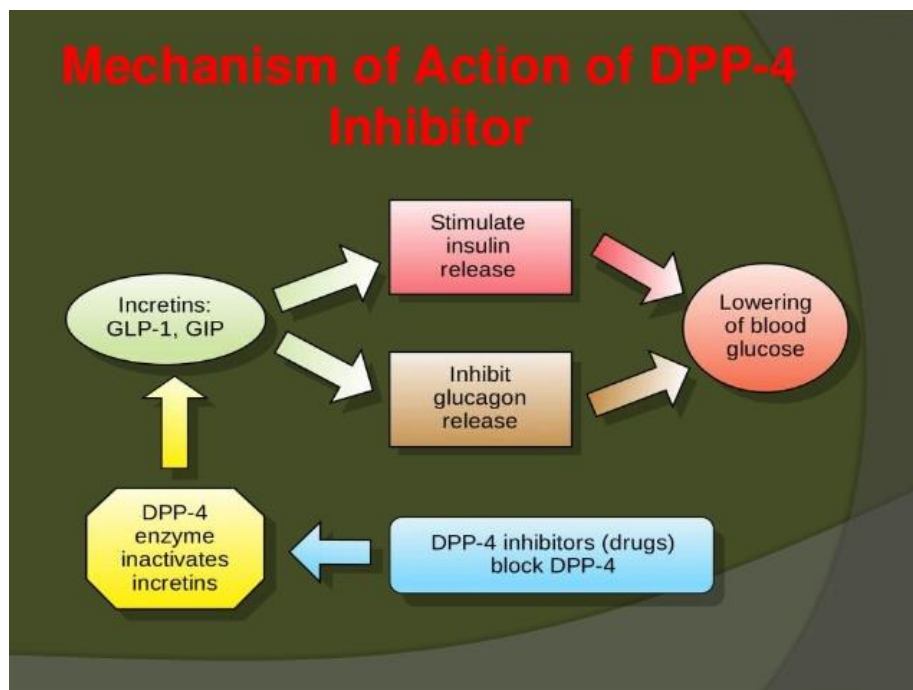 Mechanism of Action of DPP-4
Inhibitor
Stimulate
insulin
release
Incretins:
GLP-1, GIP
Lowering
of blood
glucose
Inhibit
glucagon
release
DPP-4
enzyme
inactivates
incretins
DPP-4 inhibitors (drugs)
block DPP-4